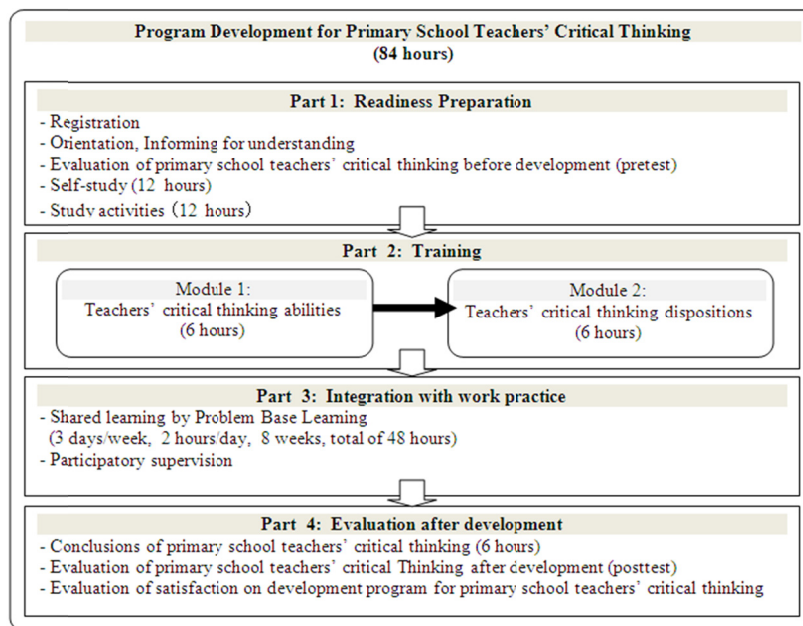 Program Development for Primary School Teachers' Critical Thinking
(84 hours)
Part 1: Readiness Preparation
- Registration
- Orientation, Informing for understanding
- Evaluation of primary school teachers' critical thinking before development (pretest)
- Self-study (12 hours)
- Study activities (12 hours)
Part 2: Training
Module 1:
Teachers' critical thinking abilities
(6 hours)
Module 2:
Teachers' critical thinking dispositions
(6 hours)
Part 3: Integration with work practice
- Shared learning by Problem Base Learning
(3 days/week, 2 hours/day, 8 weeks, total of 48 hours)
- Participatory supervision
Part 4: Evaluation after development
- Conclusions of primary school teachers' critical thinking (6 hours)
- Evaluation of primary school teachers' critical Thinking after development (posttest)
- Evaluation of satisfaction on development program for primary school teachers' critical thinking